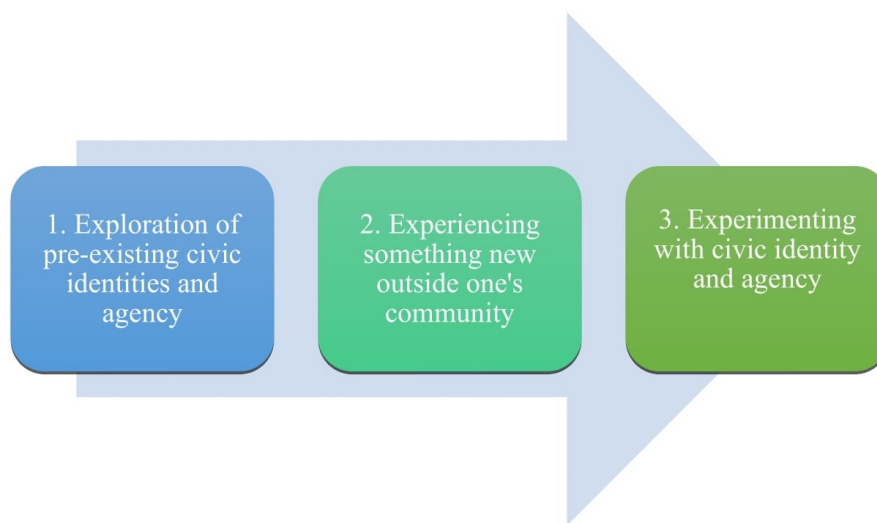 1. Exploration of
pre-existing civic
identities and
agency
2. Experiencing
something new
outside one's
community
3. Experimenting
with civic identity
and agency